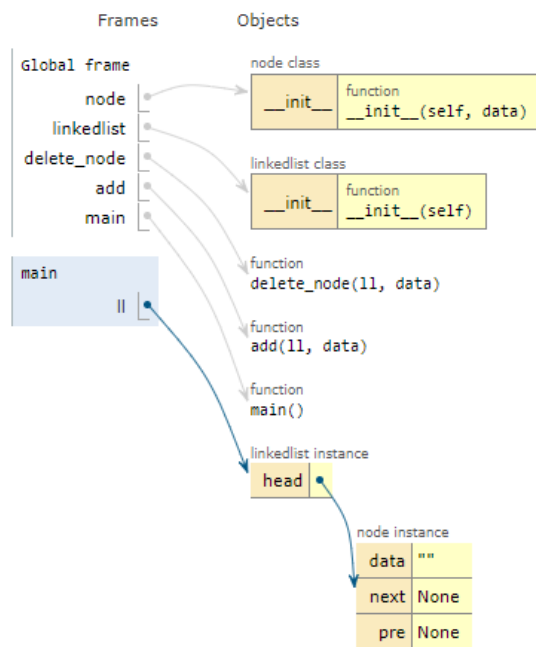 Frames Objects
Global frame
node
linkedlist
delete_node
add
main
node class
__init__
function
__init__(self, data)
linkedlist class
__init__
function
__init__(self)
function
delete_node(ll, data)
function
add(ll, data)
function
main()
main
ll
linkedlist instance
head
node instance
data ""
next None
pre None